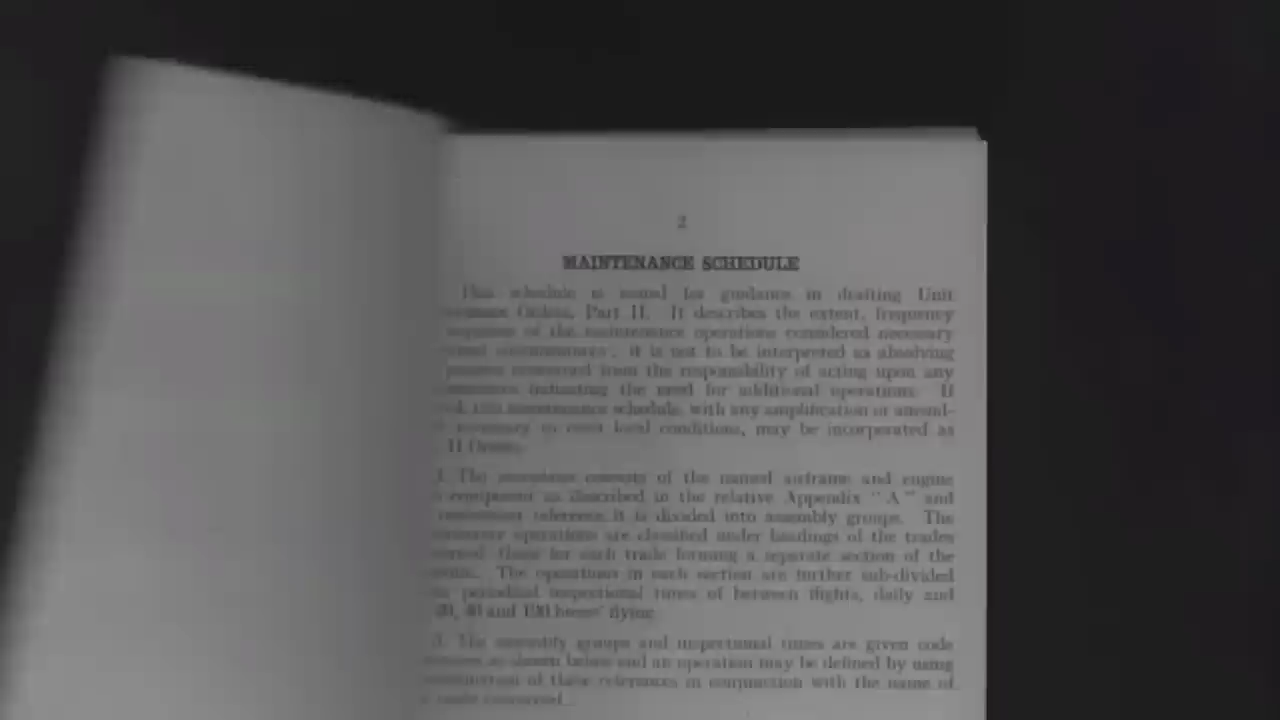 2
MAINTENANCE SCHEDULE
This schedule is issued for guidance in drafting Unit
Orders, Part II. It describes the extent, frequency
of the maintenance operations considered necessary
circumstances, it is not to be interpreted as absolving
concerned from the responsibility of acting upon any
indicating the need for additional operations. If
this maintenance schedule, with any amplification or amend-
necessary to meet local conditions, may be incorporated as
II Orders.
The consists of the named airframe and engine
equipment as described in the relative Appendix "A" and
reference it is divided into assembly groups. The
operations are classified under headings of the trades
those for each trade forming a separate section of the
The operations in each section are further sub-divided
periodical inspectional times of between flights, daily and
and 120 hours' flying
The assembly groups and inspectional times are given code
as shown below and an operation may be defined by using
of these references in conjunction with the name of
trade concerned.